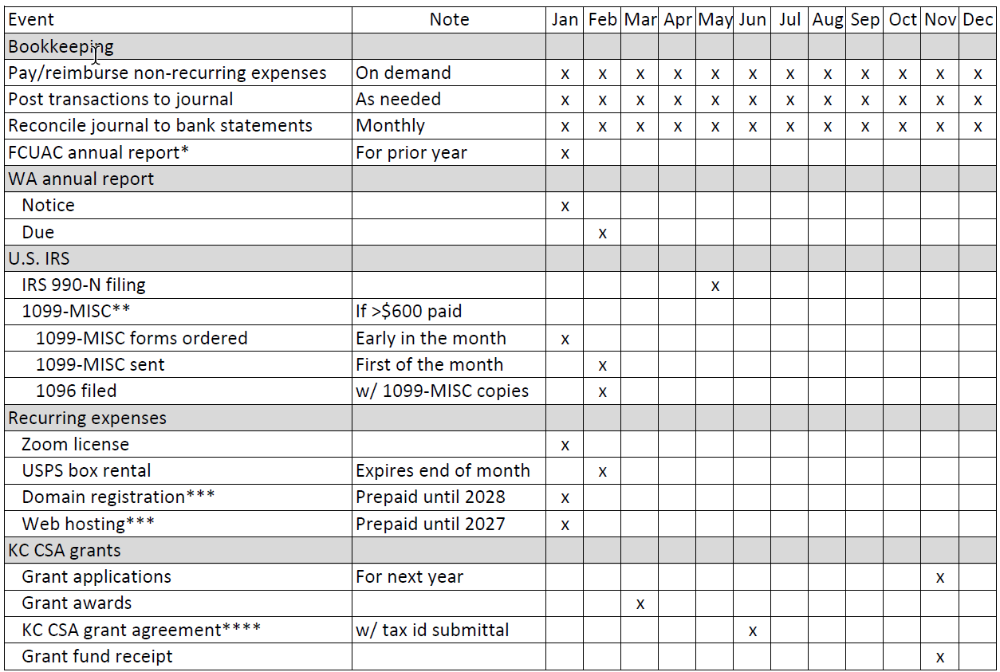 Event Note Jan Feb Mar Apr May Jun Jul Aug Sep Oct Nov Dec
Bookkeeping
Pay/reimburse non-recurring expenses On demand x x x x x x x x x x x x
Post transactions to journal As needed x x x x x x x x x x x x
Reconcile journal to bank statements Monthly x x x x x x x x x x x x
FCUAC annual report* For prior year x
WA annual report
Notice x
Due x
U.S. IRS
IRS 990-N filing x
1099-MISC** If >$600 paid
1099-MISC forms ordered Early in the month x
1099-MISC sent First of the month x
1096 filed w/ 1099-MISC copies x
Recurring expenses
Zoom license x
USPS box rental Expires end of month x
Domain registration*** Prepaid until 2028 x
Web hosting*** Prepaid until 2027 x
KC CSA grants
Grant applications For next year x
Grant awards x
KC CSA grant agreement**** w/ tax id submittal x
Grant fund receipt x